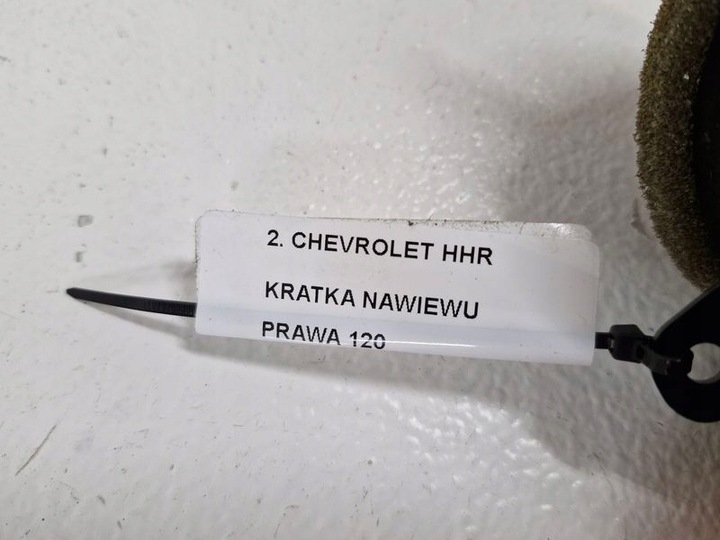 2. CHEVROLET HHR
KRATKA NAWIEWU
PRAWA 120